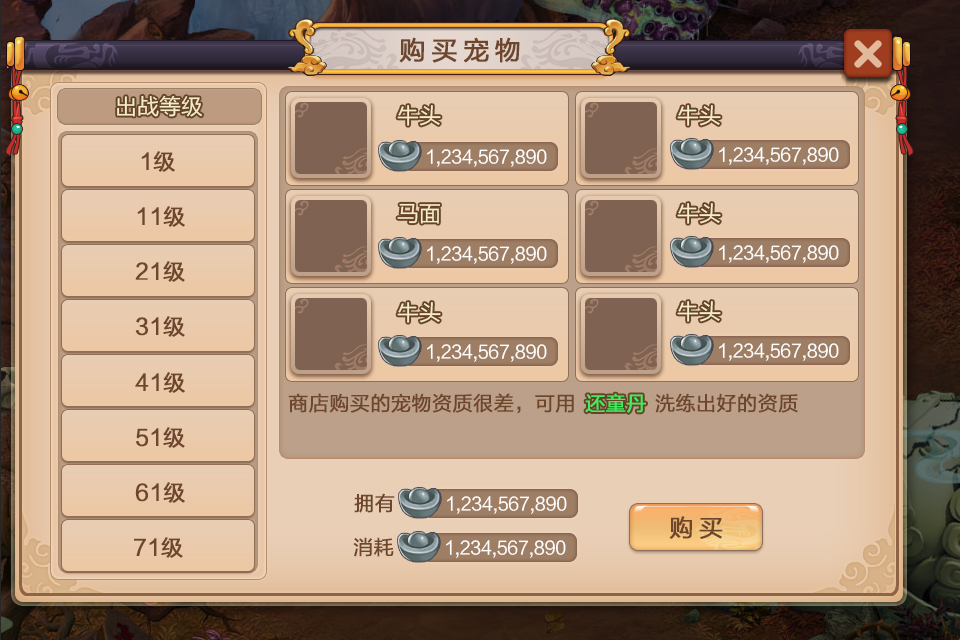 购买宠物
出战等级
1级
11级
21级
31级
41级
51级
61级
71级
牛头
1,234,567,890
牛头
1,234,567,890
马面
1,234,567,890
牛头
1,234,567,890
牛头
1,234,567,890
牛头
1,234,567,890
商店购买的宠物资质很差，可用 还童丹 洗练出好的资质
拥有 1,234,567,890
消耗 1,234,567,890
购买